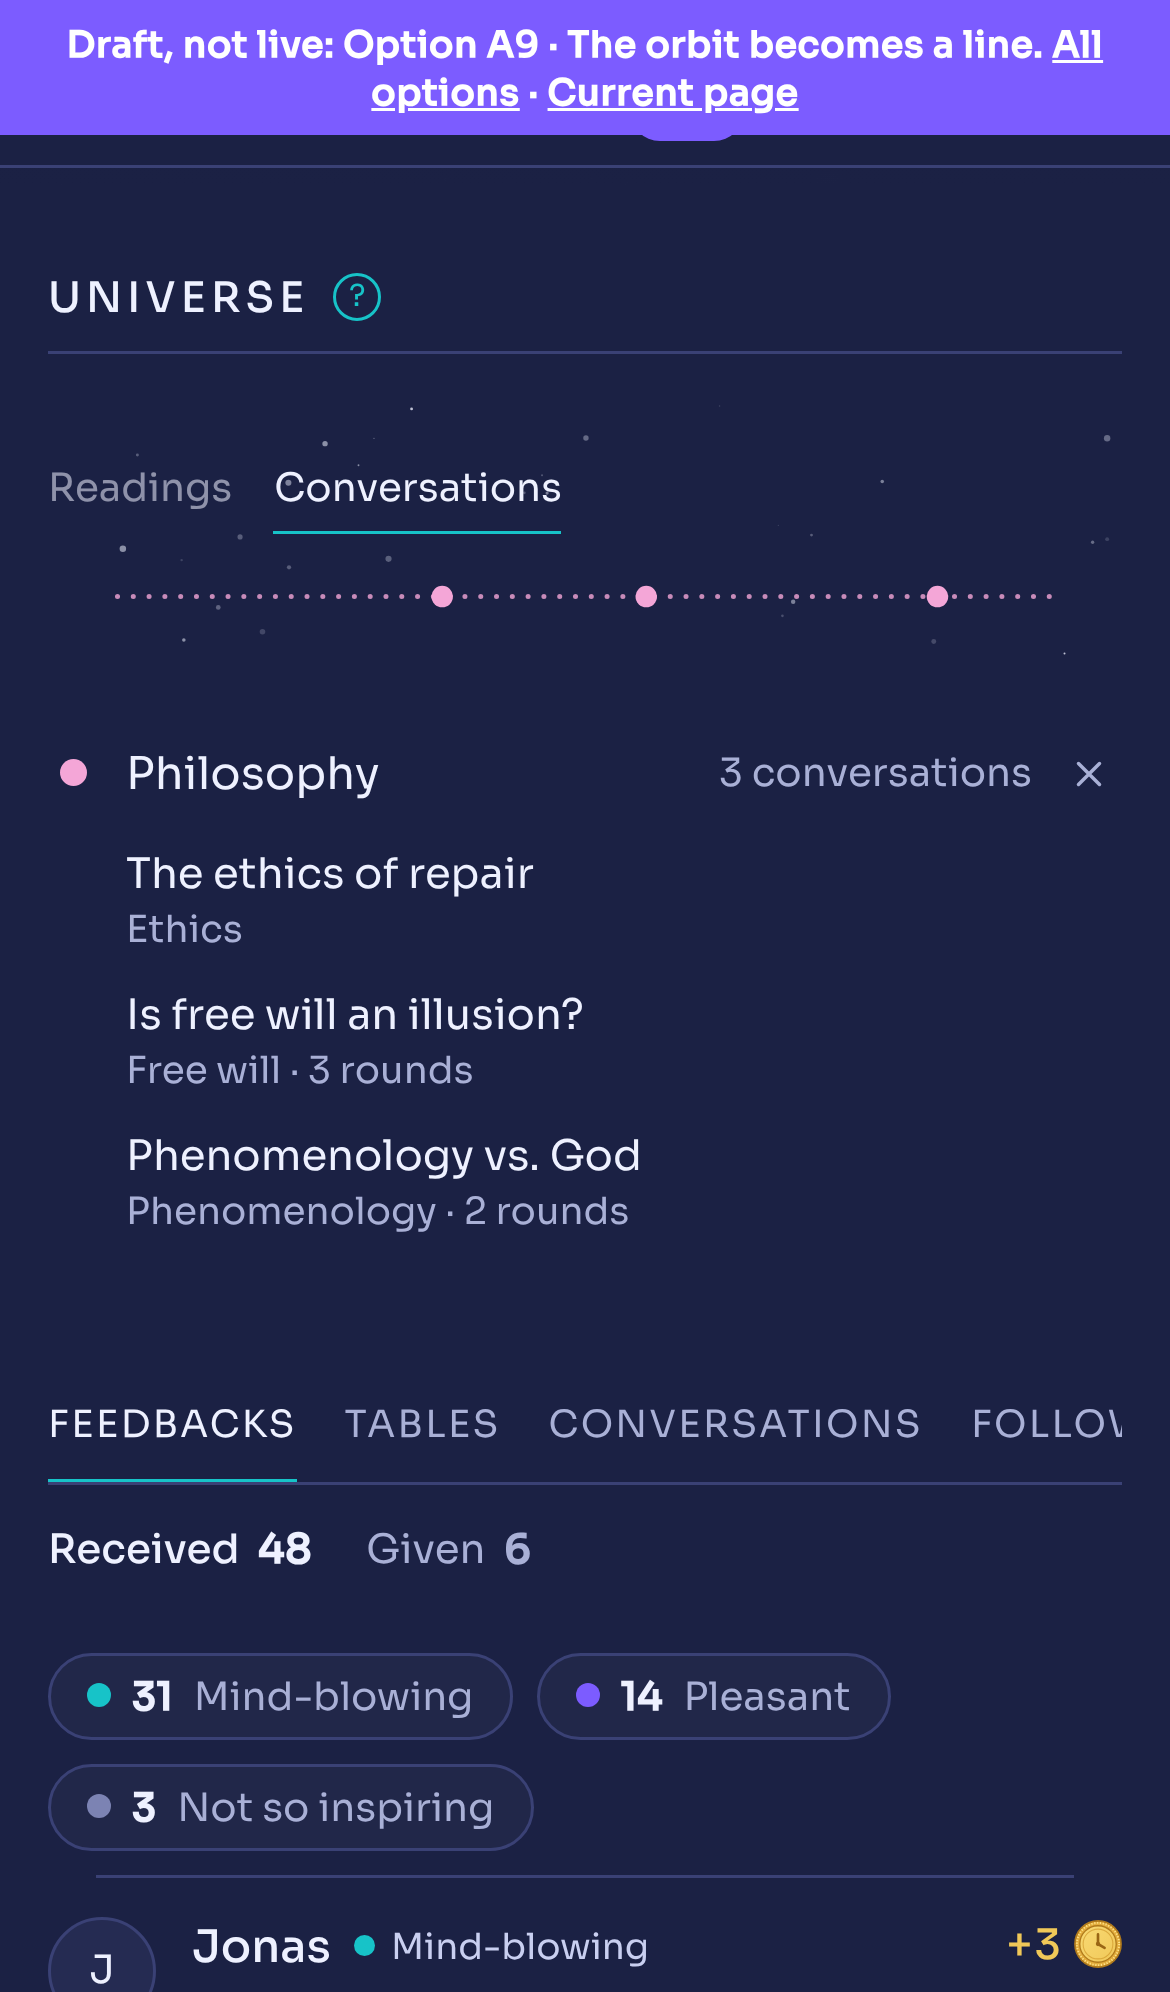 Draft, not live: Option A9 · The orbit becomes a line. All
options · Current page
UNIVERSE ?
Readings Conversations
Philosophy 3 conversations ×
The ethics of repair
Ethics
Is free will an illusion?
Free will · 3 rounds
Phenomenology vs. God
Phenomenology · 2 rounds
FEEDBACKS TABLES CONVERSATIONS FOLLOW
Received 48 Given 6
31 Mind-blowing 14 Pleasant
3 Not so inspiring
J Jonas Mind-blowing +3